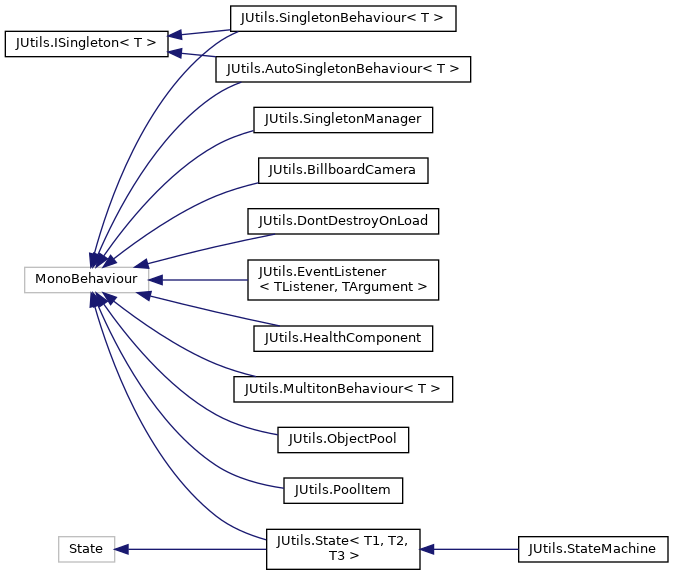 JUtils.SingletonBehaviour< T >
JUtils.ISingleton< T >
JUtils.AutoSingletonBehaviour< T >
JUtils.SingletonManager
JUtils.BillboardCamera
JUtils.DontDestroyOnLoad
MonoBehaviour
JUtils.EventListener
< TListener, TArgument >
JUtils.HealthComponent
JUtils.MultitonBehaviour< T >
JUtils.ObjectPool
JUtils.PoolItem
State
JUtils.State< T1, T2,
T3 >
JUtils.StateMachine